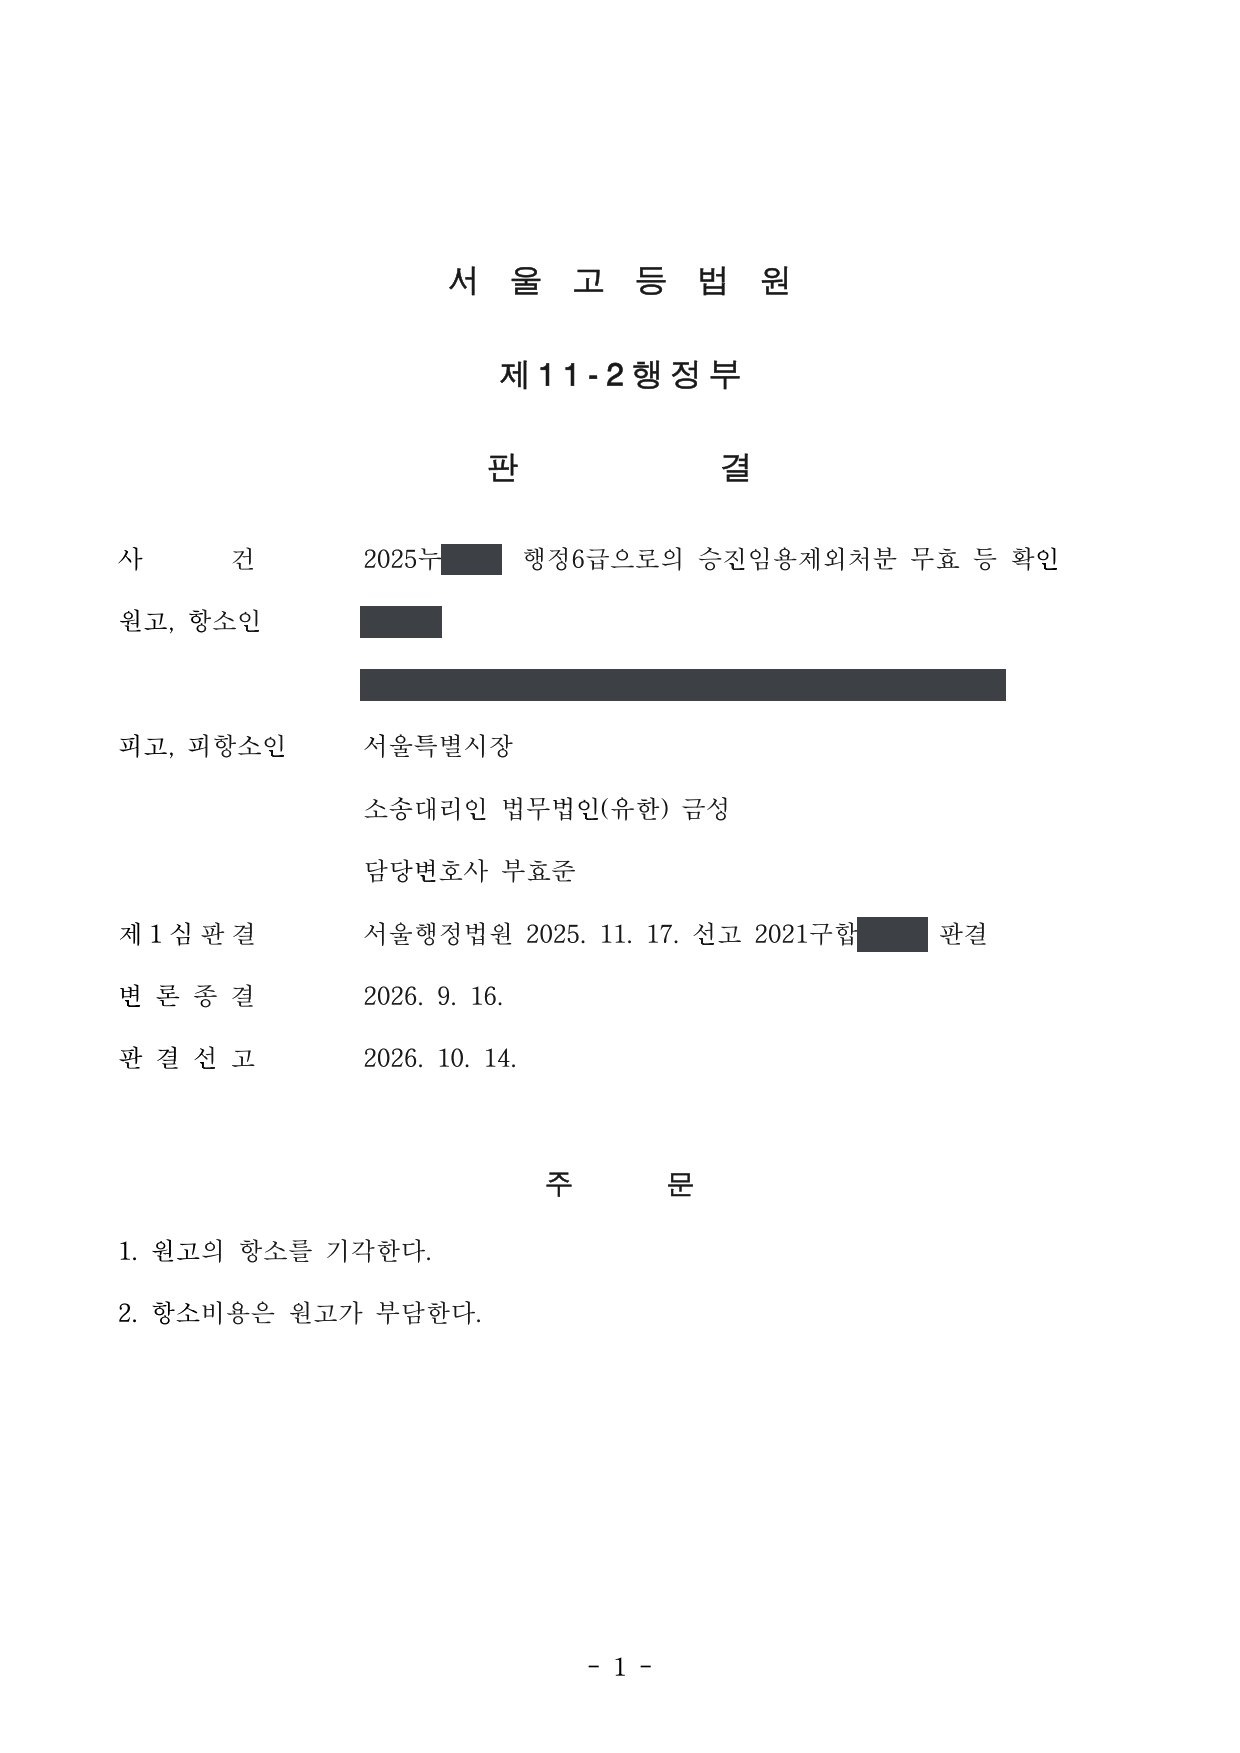 서 울 고 등 법 원
제11-2행정부
판 결
사 건 2025누 행정6급으로의 승진임용제외처분 무효 등 확인
원고, 항소인
피고, 피항소인 서울특별시장
소송대리인 법무법인(유한) 금성
담당변호사 부효준
제1심판결 서울행정법원 2025. 11. 17. 선고 2021구합 판결
변 론 종 결 2026. 9. 16.
판 결 선 고 2026. 10. 14.
주 문
1. 원고의 항소를 기각한다.
2. 항소비용은 원고가 부담한다.
- 1 -